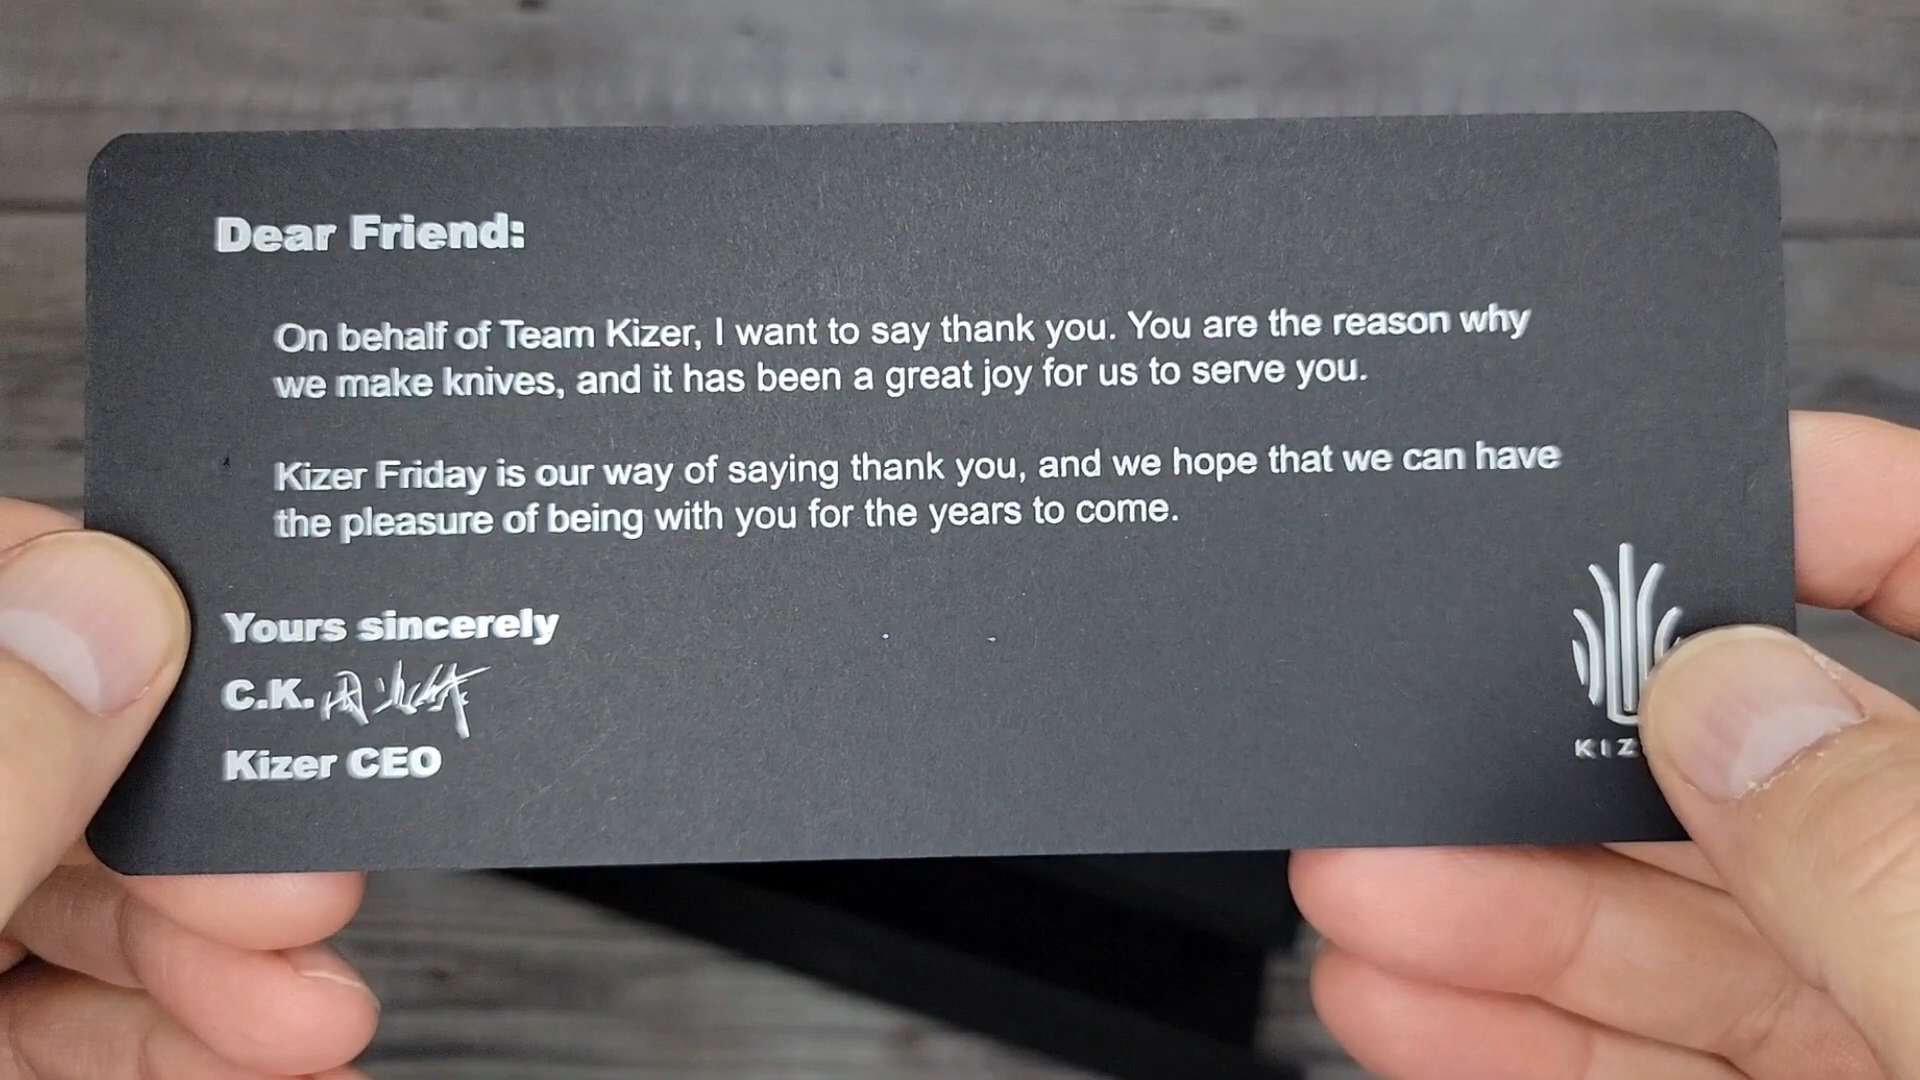 Dear Friend:
On behalf of Team Kizer, I want to say thank you. You are the reason why
we make knives, and it has been a great joy for us to serve you.
Kizer Friday is our way of saying thank you, and we hope that we can have
the pleasure of being with you for the years to come.
Yours sincerely
C.K.
Kizer CEO
KIZ